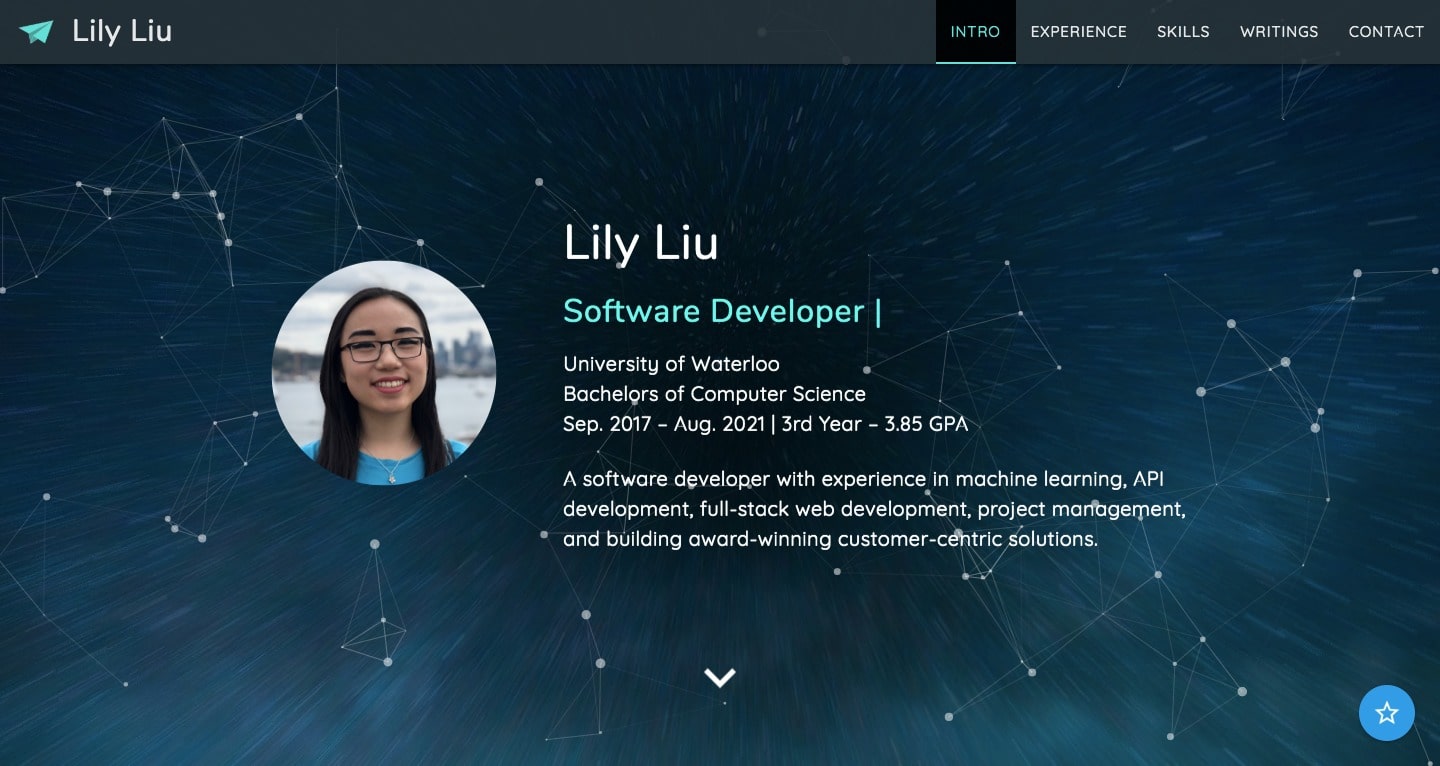 Lily Liu
INTRO
EXPERIENCE
SKILLS
WRITINGS
CONTACT
Lily Liu
Software Developer |
University of Waterloo
Bachelors of Computer Science
Sep. 2017 – Aug. 2021 | 3rd Year – 3.85 GPA
A software developer with experience in machine learning, API
development, full-stack web development, project management,
and building award-winning customer-centric solutions.